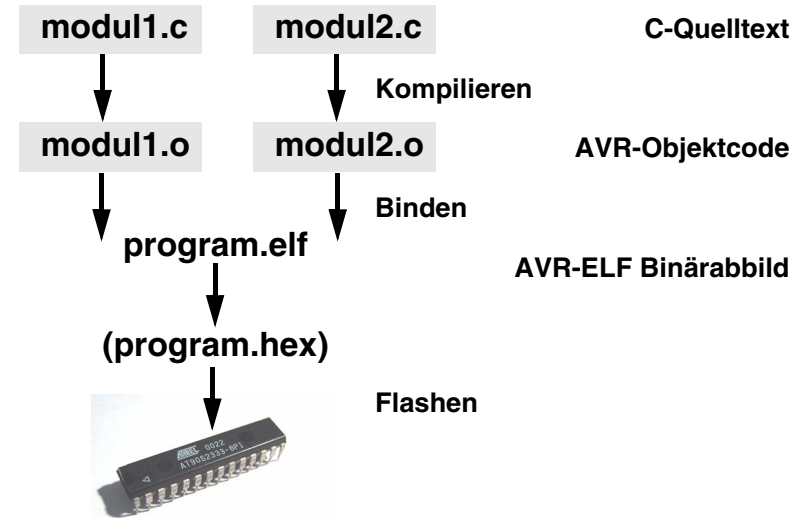 modul1.c modul2.c C-Quelltext
Kompilieren
modul1.o modul2.o AVR-Objektcode
Binden
program.elf
AVR-ELF Binärabbild
(program.hex)
Flashen
ATMEL 0022
AT90S2333-8PI